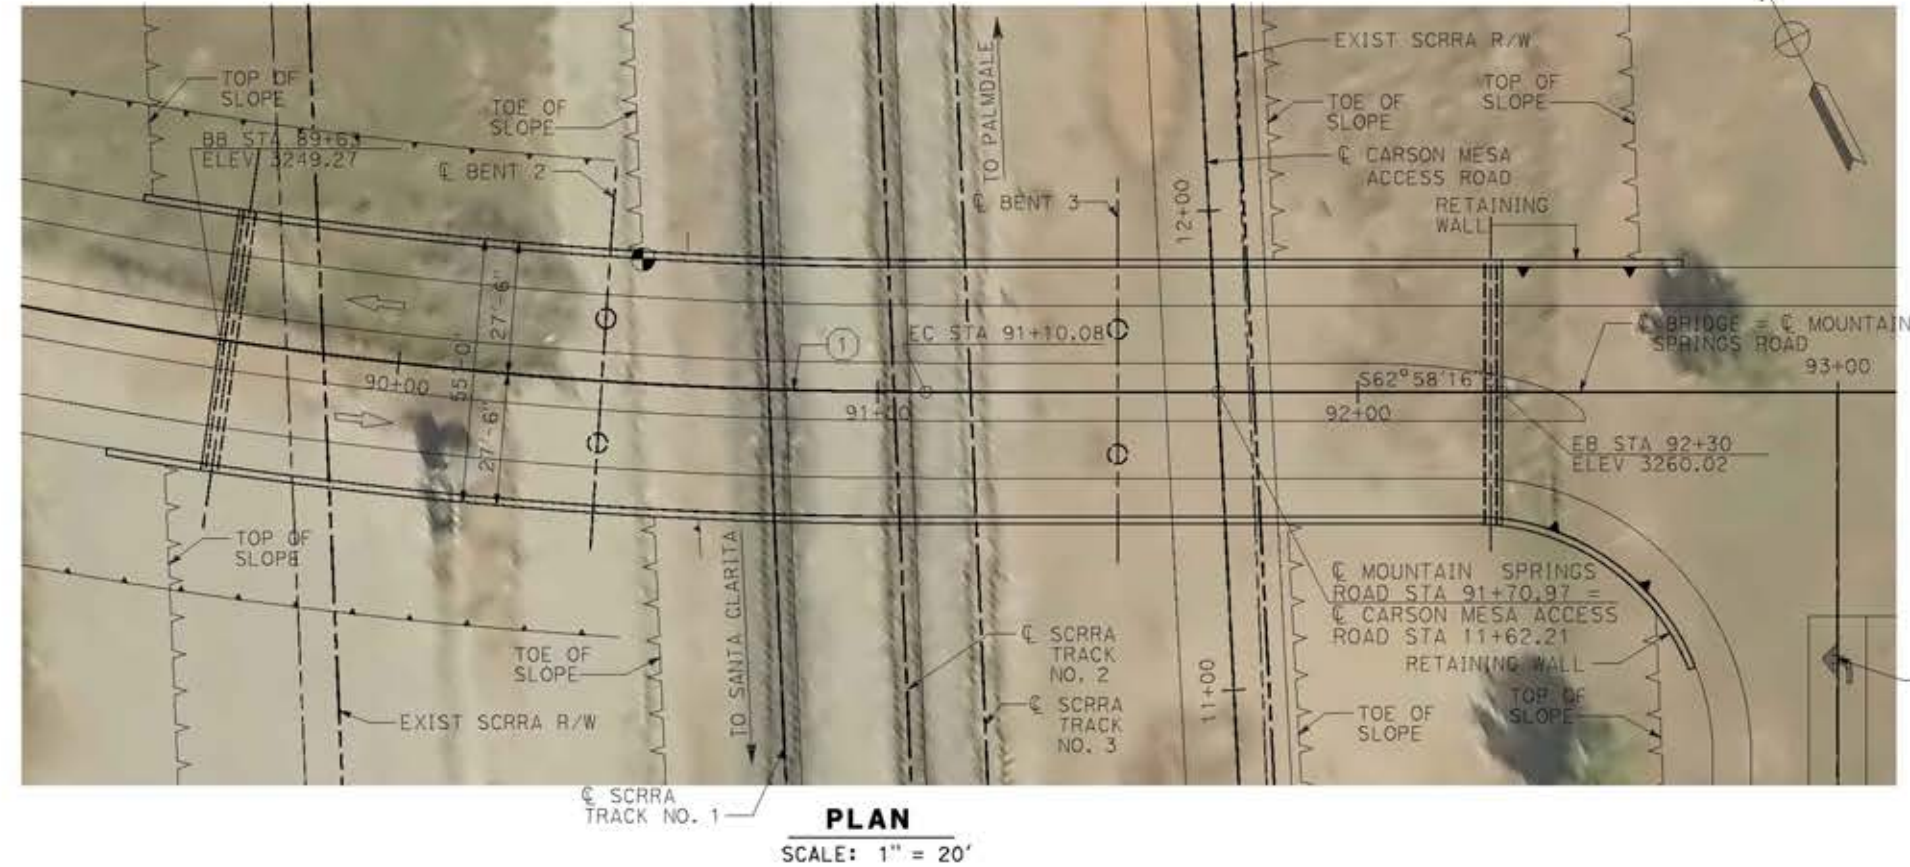 EXIST SCRRA R/W
TOP OF
SLOPE
TOE OF
SLOPE
TO PALMDALE
TOE OF
SLOPE
TOP OF
SLOPE
BB STA 89+63
ELEV 3249.27
℄ BENT 2
℄ CARSON MESA
ACCESS ROAD
℄ BENT 3
12+00
RETAINING
WALL
27'-6"
55'-0"
27'-6"
1
EC STA 91+10.08
℄ BRIDGE = ℄ MOUNTAIN
SPRINGS ROAD
90+00
91+00
S62°58'16
92+00
93+00
EB STA 92+30
ELEV 3260.02
TOP OF
SLOPE
TO SANTA CLARITA
℄ MOUNTAIN SPRINGS
ROAD STA 91+70.97 =
℄ CARSON MESA ACCESS
ROAD STA 11+62.21
RETAINING WALL
TOE OF
SLOPE
℄ SCRRA
TRACK
NO. 2
11+00
EXIST SCRRA R/W
℄ SCRRA
TRACK
NO. 3
TOE OF
SLOPE
TOP OF
SLOPE
℄ SCRRA
TRACK NO. 1
PLAN
SCALE: 1" = 20'